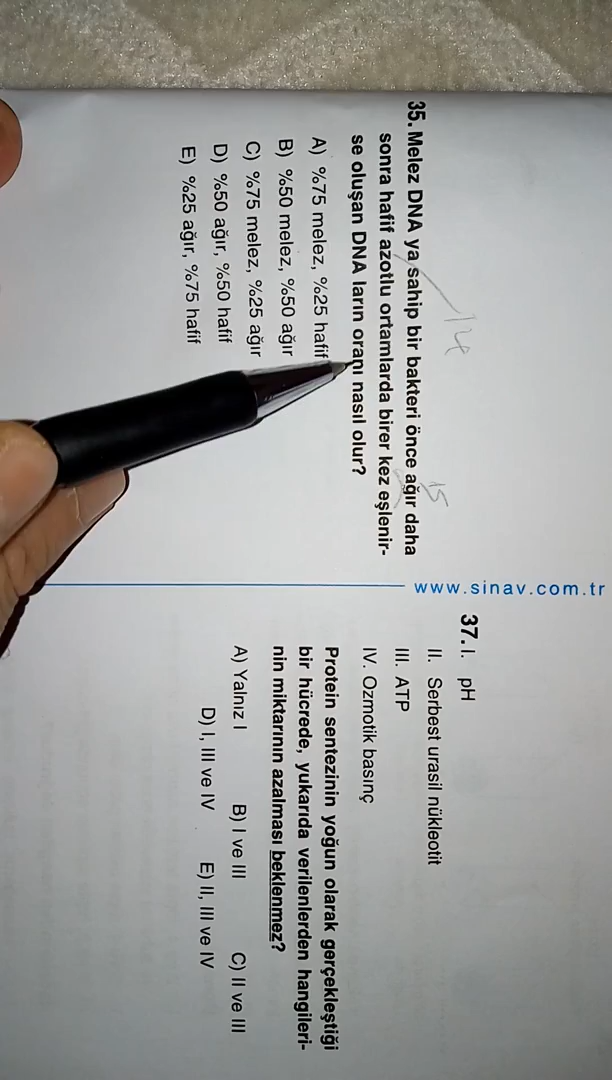 35. Melez DNA ya sahip bir bakteri önce ağır daha
sonra hafif azotlu ortamlarda birer kez eşlenir-
se oluşan DNA ların oranı nasıl olur?
A) %75 melez, %25 hafif
B) %50 melez, %50 ağır
C) %75 melez, %25 ağır
D) %50 ağır, %50 hafif
E) %25 ağır, %75 hafif
14
15
www.sinav.com.tr
37. I. pH
II. Serbest urasil nükleotit
III. ATP
IV. Ozmotik basınç
Protein sentezinin yoğun olarak gerçekleştiği
bir hücrede, yukarıda verilenlerden hangileri-
nin miktarının azalması beklenmez?
A) Yalnız I B) I ve III C) II ve III
D) I, III ve IV E) II, III ve IV